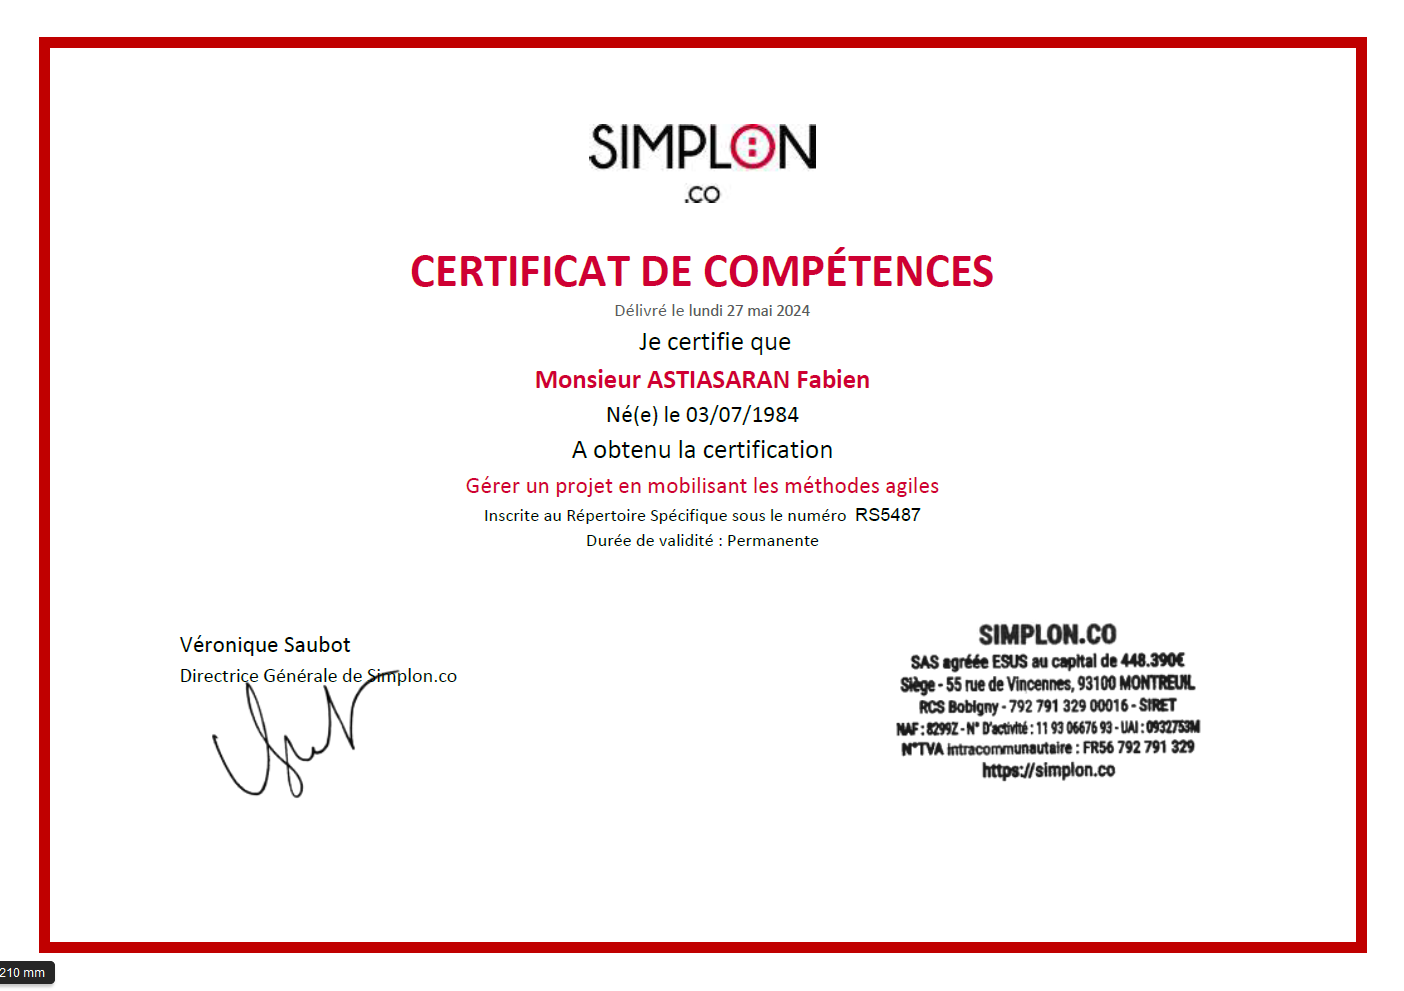 SIMPLON
.CO
CERTIFICAT DE COMPÉTENCES
Délivré le lundi 27 mai 2024
Je certifie que
Monsieur ASTIASARAN Fabien
Né(e) le 03/07/1984
A obtenu la certification
Gérer un projet en mobilisant les méthodes agiles
Inscrite au Répertoire Spécifique sous le numéro RS5487
Durée de validité : Permanente
Véronique Saubot
Directrice Générale de Simplon.co
SIMPLON.CO
SAS agréée ESUS au capital de 448.390€
Siège - 55 rue de Vincennes, 93100 MONTREUIL
RCS Bobigny - 792 791 329 00016 - SIRET
NAF : 8299Z - N° D'activité : 11 93 06676 93 - UAI : 0932753M
N°TVA intracommunautaire : FR56 792 791 329
https://simplon.co
210 mm